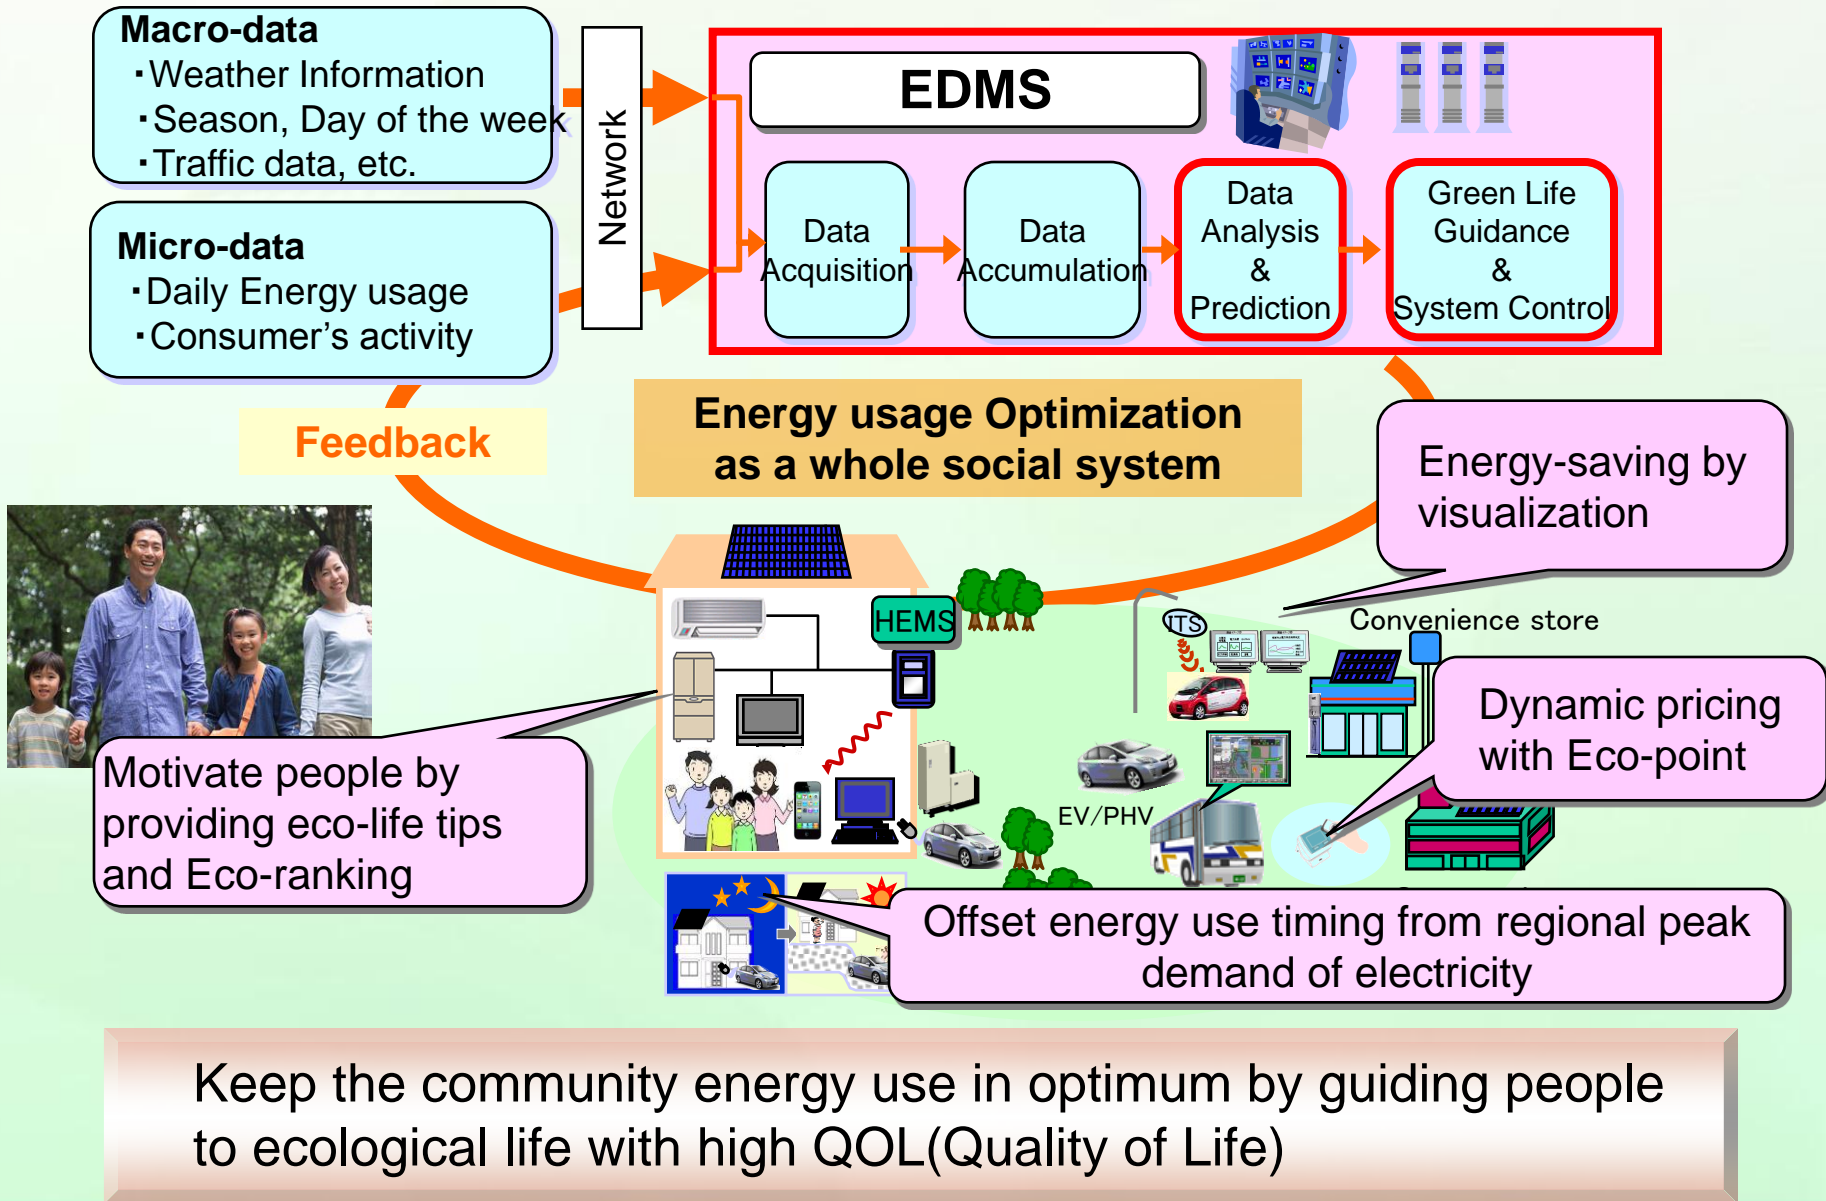 Macro-data
・Weather Information
・Season, Day of the week
・Traffic data, etc.
Micro-data
・Daily Energy usage
・Consumer's activity
Network
EDMS
Data
Acquisition
Data
Accumulation
Data
Analysis
&
Prediction
Green Life
Guidance
&
System Control
Feedback
Energy usage Optimization
as a whole social system
Energy-saving by
visualization
HEMS
ITS
Convenience store
Dynamic pricing
with Eco-point
EV/PHV
Motivate people by
providing eco-life tips
and Eco-ranking
Offset energy use timing from regional peak
demand of electricity
Keep the community energy use in optimum by guiding people
to ecological life with high QOL(Quality of Life)